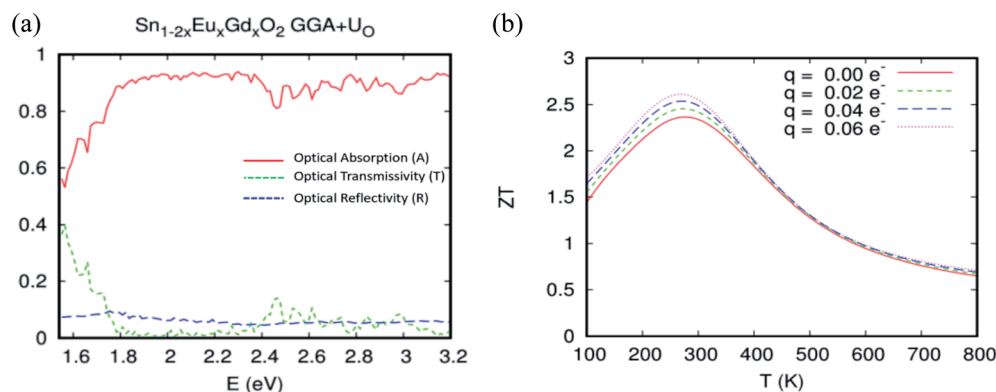 (a)
Sn1-2xEuxGdxO2 GGA+UO
1
0.8
0.6
0.4
0.2
0
Optical Absorption (A)
Optical Transmissivity (T)
Optical Reflectivity (R)
1.6 1.8 2 2.2 2.4 2.6 2.8 3 3.2
E (eV)
(b)
3
2.5
2
1.5
1
0.5
0
ZT
q = 0.00 e-
q = 0.02 e-
q = 0.04 e-
q = 0.06 e-
100 200 300 400 500 600 700 800
T (K)